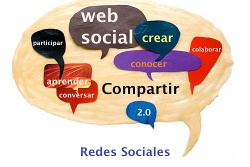 web
social
crear
participar
colaborar
conocer
aprender
conversar
Compartir
2.0
Redes Sociales